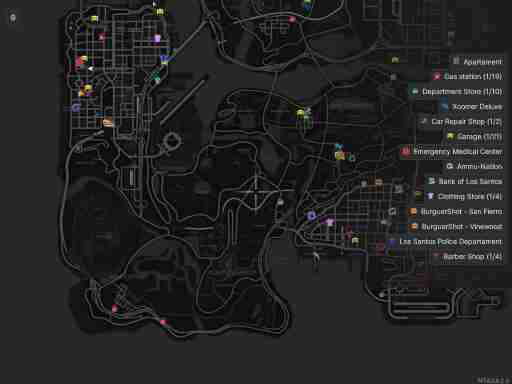 Apartament
Gas station (1/19)
Department Store (1/10)
Xoomer Deluxe
Car Repair Shop (1/2)
Garage (1/21)
Emergency Medical Center
Ammu-Nation
Bank of Los Santos
Clothing Store (1/4)
BurguerShot - San Fierro
BurguerShot - Vinewood
Los Santos Police Departament
Barber Shop (1/4)